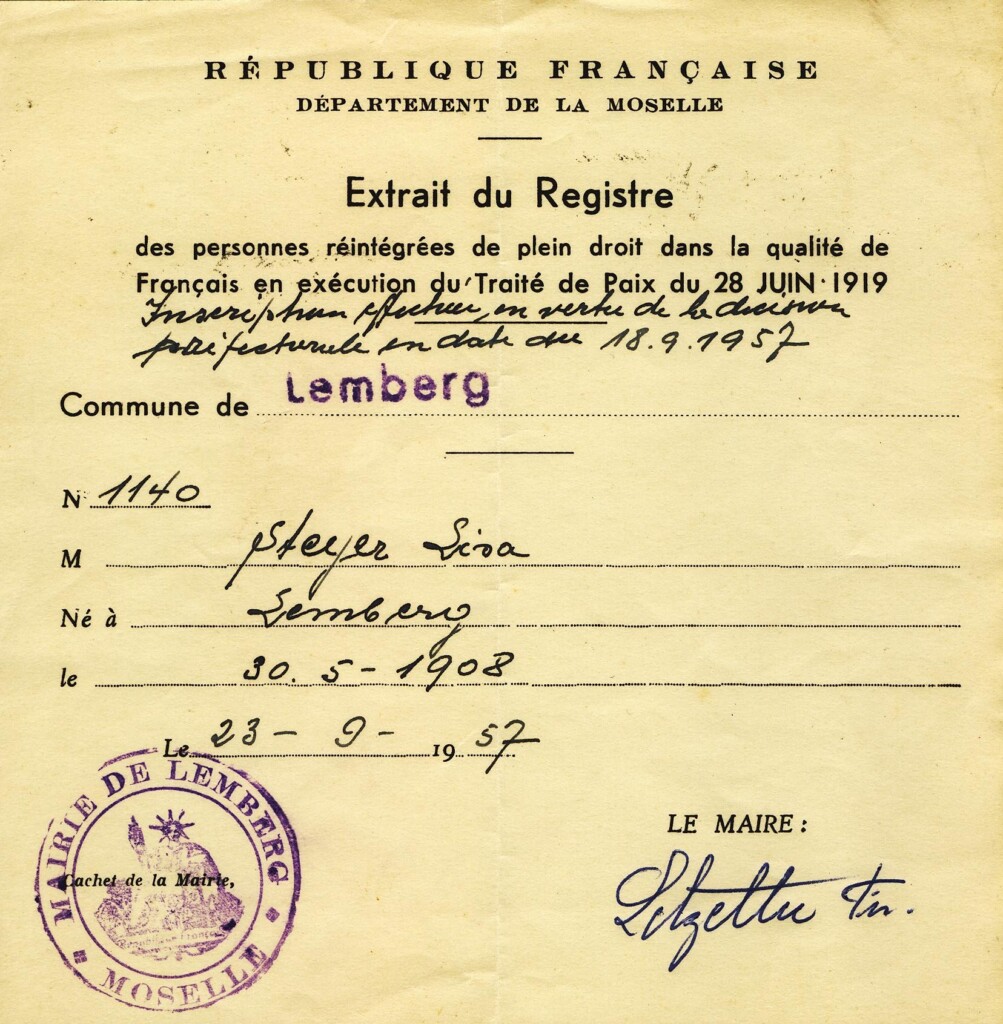 RÉPUBLIQUE FRANÇAISE
DÉPARTEMENT DE LA MOSELLE
Extrait du Registre
des personnes réintégrées de plein droit dans la qualité de
Français en exécution du Traité de Paix du 28 JUIN 1919
Inscription effectuée en vertu de la décision
préfectorale en date du 18.9.1957
Commune de Lemberg
N° 1140
M Steyer Lisa
Né à Lemberg
le 30. 5 - 1908
Le 23 - 9 - 1957
MAIRIE DE LEMBERG
LE MAIRE :
Cachet de la Mairie,
MOSELLE